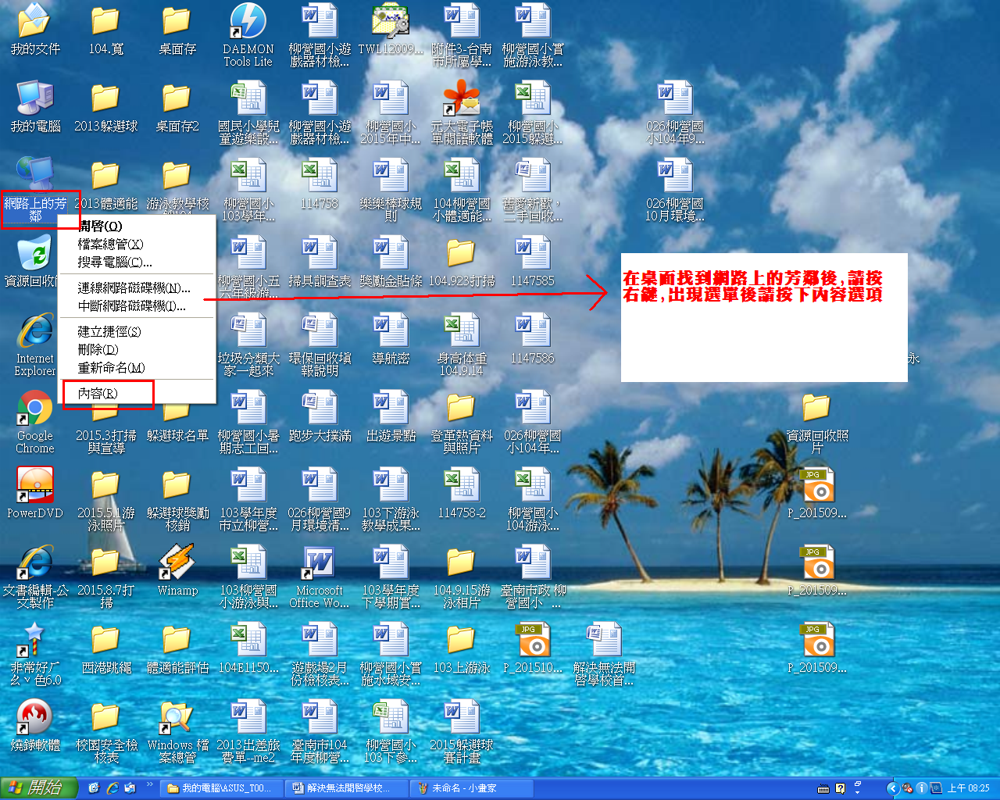 我的文件
104.寬
桌面存
DAEMON
Tools Lite
柳營國小遊
戲器材檢...
TWL12009...
附件3-台南
市所屬學...
柳營國小實
施游泳教...
我的電腦
2013躲避球
桌面存2
國民小學兒
童遊樂設...
柳營國小遊
戲器材檢...
柳營國小
2015年中...
元大電子帳
單閱讀軟體
柳營國小
2015躲避...
026柳營國
小104年9...
網路上的芳
鄰
2013體適能
游泳教學核
柳營國小
103學年...
114758
樂樂棒球規
則
104柳營國
小體適能...
舊愛新歡，
二手回收...
026柳營國
10月環境...
開啓(O)
檔案總管(X)
搜尋電腦(C)...
連線網路磁碟機(N)...
中斷網路磁碟機(I)...
建立捷徑(S)
刪除(D)
重新命名(M)
內容(R)
資源回收
柳營國小五
六年級游...
掃具調查表
獎勵金貼條
104.923打掃
1147585
在桌面找到網路上的芳鄰後,請按
右鍵,出現選單後請按下內容選項
Internet
Explorer
垃圾分類大
家一起來
環保回收填
報說明
導航密
身高体重
104.9.14
1147586
永
Google
Chrome
2015.3打掃
與宣導
躲避球名單
柳營國小暑
期志工回...
跑步大撲滿
出遊景點
登革熱資料
與照片
026柳營國
小104年...
資源回收照
片
PowerDVD
2015.5.1游
泳照片
躲避球獎勵
核銷
103學年度
市立柳營...
026柳營國9
月環境清...
103下游泳
教學成果...
114758-2
柳營國小
104游泳...
JPG
P_201509...
文書編輯-公
文製作
2015.8.7打
掃
Winamp
103柳營國
小游泳與...
Microsoft
Office Wo...
103學年度
下學期實...
104.9.15游
泳相片
臺南市政 柳
營國小 ...
JPG
P_201509...
非常好ㄏ
ㄠˇ色6.0
西港跳繩
體適能評估
104E1150...
遊戲場2月
份檢核表...
柳營國小實
施水域安...
103上游泳
JPG
P_201510...
解決無法開
啓學校首...
JPG
P_201509...
燒錄軟體
校園安全檢
核表
Windows 檔
案總管
2013出差旅
費單--me2
臺南市104
年度柳營...
柳營國小
103下參...
2015躲避球
賽計畫
開始
我的電腦\ASUS_T00...
解決無法開啓學校...
未命名 - 小畫家
上午 08:25